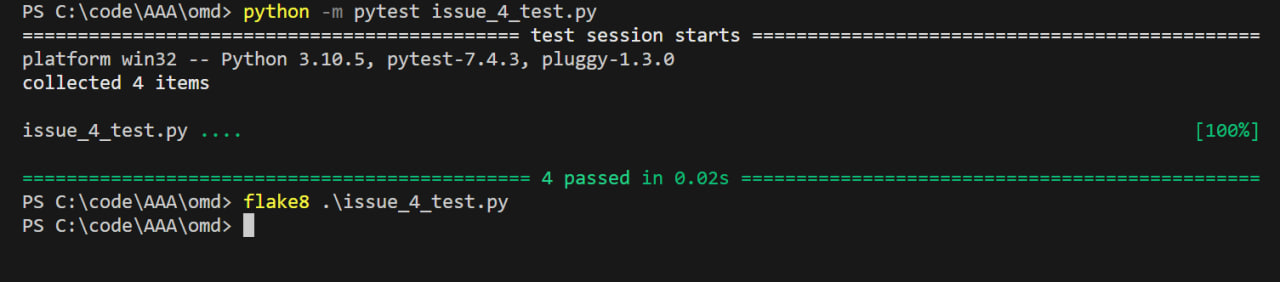 PS C:\code\AAA\omd> python -m pytest issue_4_test.py
============================================= test session starts ==============================================
platform win32 -- Python 3.10.5, pytest-7.4.3, pluggy-1.3.0
collected 4 items
issue_4_test.py .... [100%]
============================================== 4 passed in 0.02s ===============================================
PS C:\code\AAA\omd> flake8 .\issue_4_test.py
PS C:\code\AAA\omd>